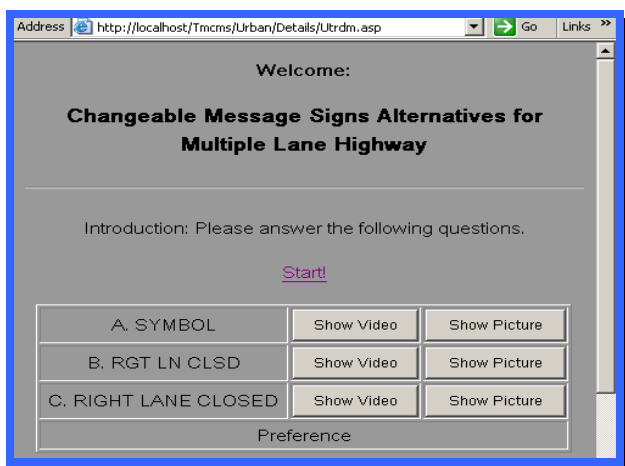 Address http://localhost/Tmcms/Urban/Details/Utrdm.asp Go Links »
Welcome:
Changeable Message Signs Alternatives for
Multiple Lane Highway
Introduction: Please answer the following questions.
Start!
A. SYMBOL Show Video Show Picture
B. RGT LN CLSD Show Video Show Picture
C. RIGHT LANE CLOSED Show Video Show Picture
Preference